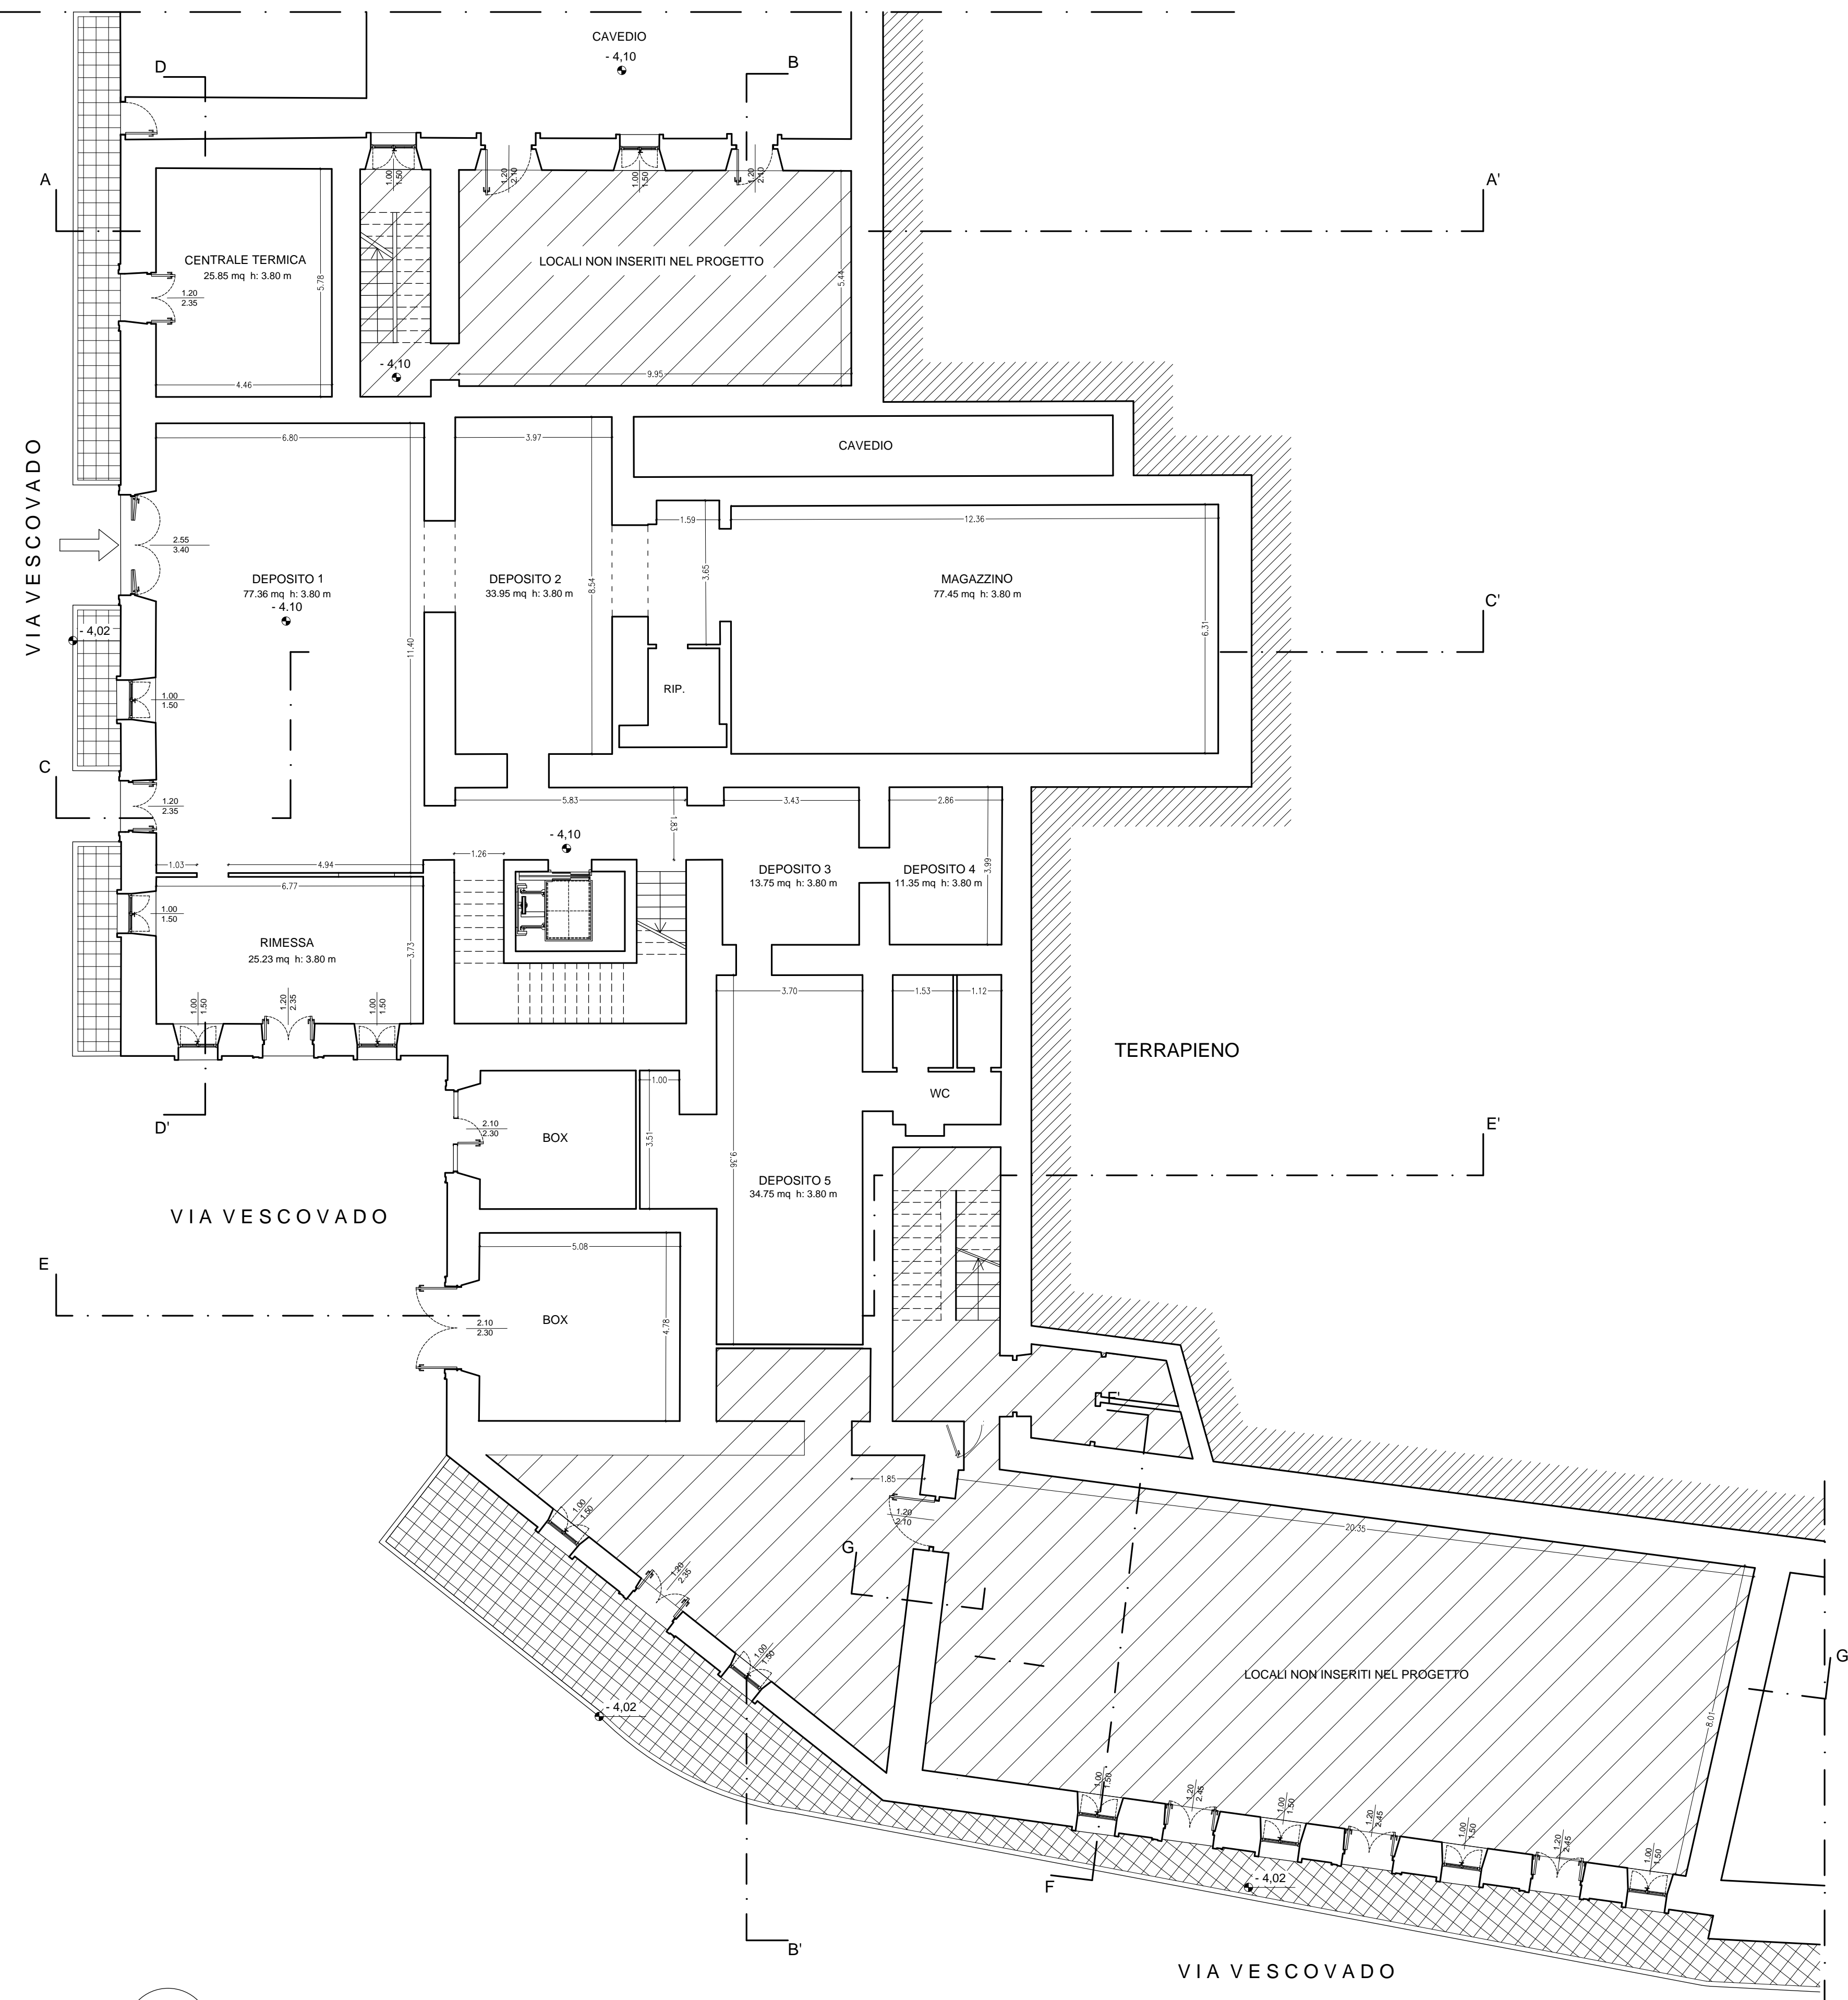 CAVEDIO
- 4,10
D
B
1.00
1.50
1.20
2.10
1.00
1.50
1.20
2.10
A
A'
CENTRALE TERMICA
25.85 mq h: 3.80 m
LOCALI NON INSERITI NEL PROGETTO
5.78
5.44
1.20
2.35
- 4,10
4.46
9.95
VIA VESCOVADO
6.80
3.97
CAVEDIO
1.59
12.36
2.55
3.40
3.65
DEPOSITO 1
77.36 mq h: 3.80 m
- 4.10
DEPOSITO 2
33.95 mq h: 3.80 m
8.54
MAGAZZINO
77.45 mq h: 3.80 m
C'
- 4,02
11.40
6.31
RIP.
1.00
1.50
C
1.20
2.35
5.83
3.43
2.86
1.83
- 4,10
1.26
1.03
4.94
DEPOSITO 3
13.75 mq h: 3.80 m
DEPOSITO 4
11.35 mq h: 3.80 m
3.99
6.77
1.00
1.50
RIMESSA
25.23 mq h: 3.80 m
3.73
1.00
1.50
1.20
2.35
1.00
1.50
3.70
1.53
1.12
TERRAPIENO
1.00
WC
D'
2.10
2.30
BOX
3.51
E'
9.36
DEPOSITO 5
34.75 mq h: 3.80 m
VIA VESCOVADO
5.08
E
2.10
2.30
BOX
4.78
F'
1.85
1.00
1.50
1.20
2.10
20.35
G
1.20
2.35
1.00
1.50
LOCALI NON INSERITI NEL PROGETTO
G
- 4,02
8.01
1.00
1.50
1.20
2.45
1.00
1.50
1.20
2.45
1.00
1.50
1.20
2.45
1.00
1.50
F
- 4,02
B'
VIA VESCOVADO